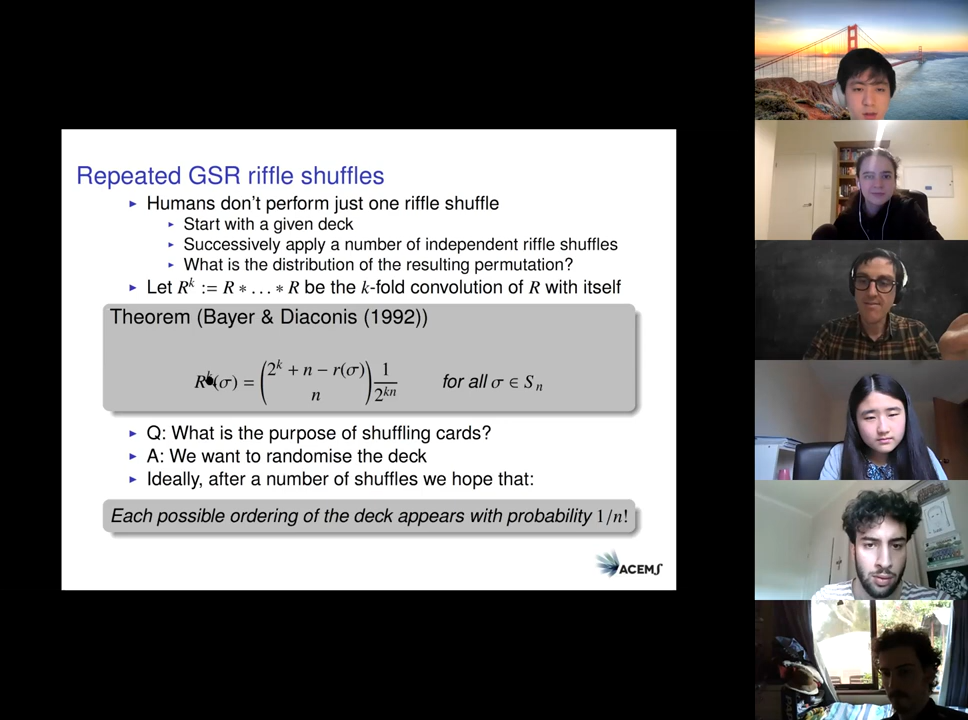 Repeated GSR riffle shuffles
▸ Humans don't perform just one riffle shuffle
▸ Start with a given deck
▸ Successively apply a number of independent riffle shuffles
▸ What is the distribution of the resulting permutation?
▸ Let R^k := R ∗ … ∗ R be the k-fold convolution of R with itself
Theorem (Bayer & Diaconis (1992))
R^k(σ) = \binom{2^k + n − r(σ)}{n} \frac{1}{2^{kn}} for all σ ∈ S_n
▸ Q: What is the purpose of shuffling cards?
▸ A: We want to randomise the deck
▸ Ideally, after a number of shuffles we hope that:
Each possible ordering of the deck appears with probability 1/n!
ACEMS